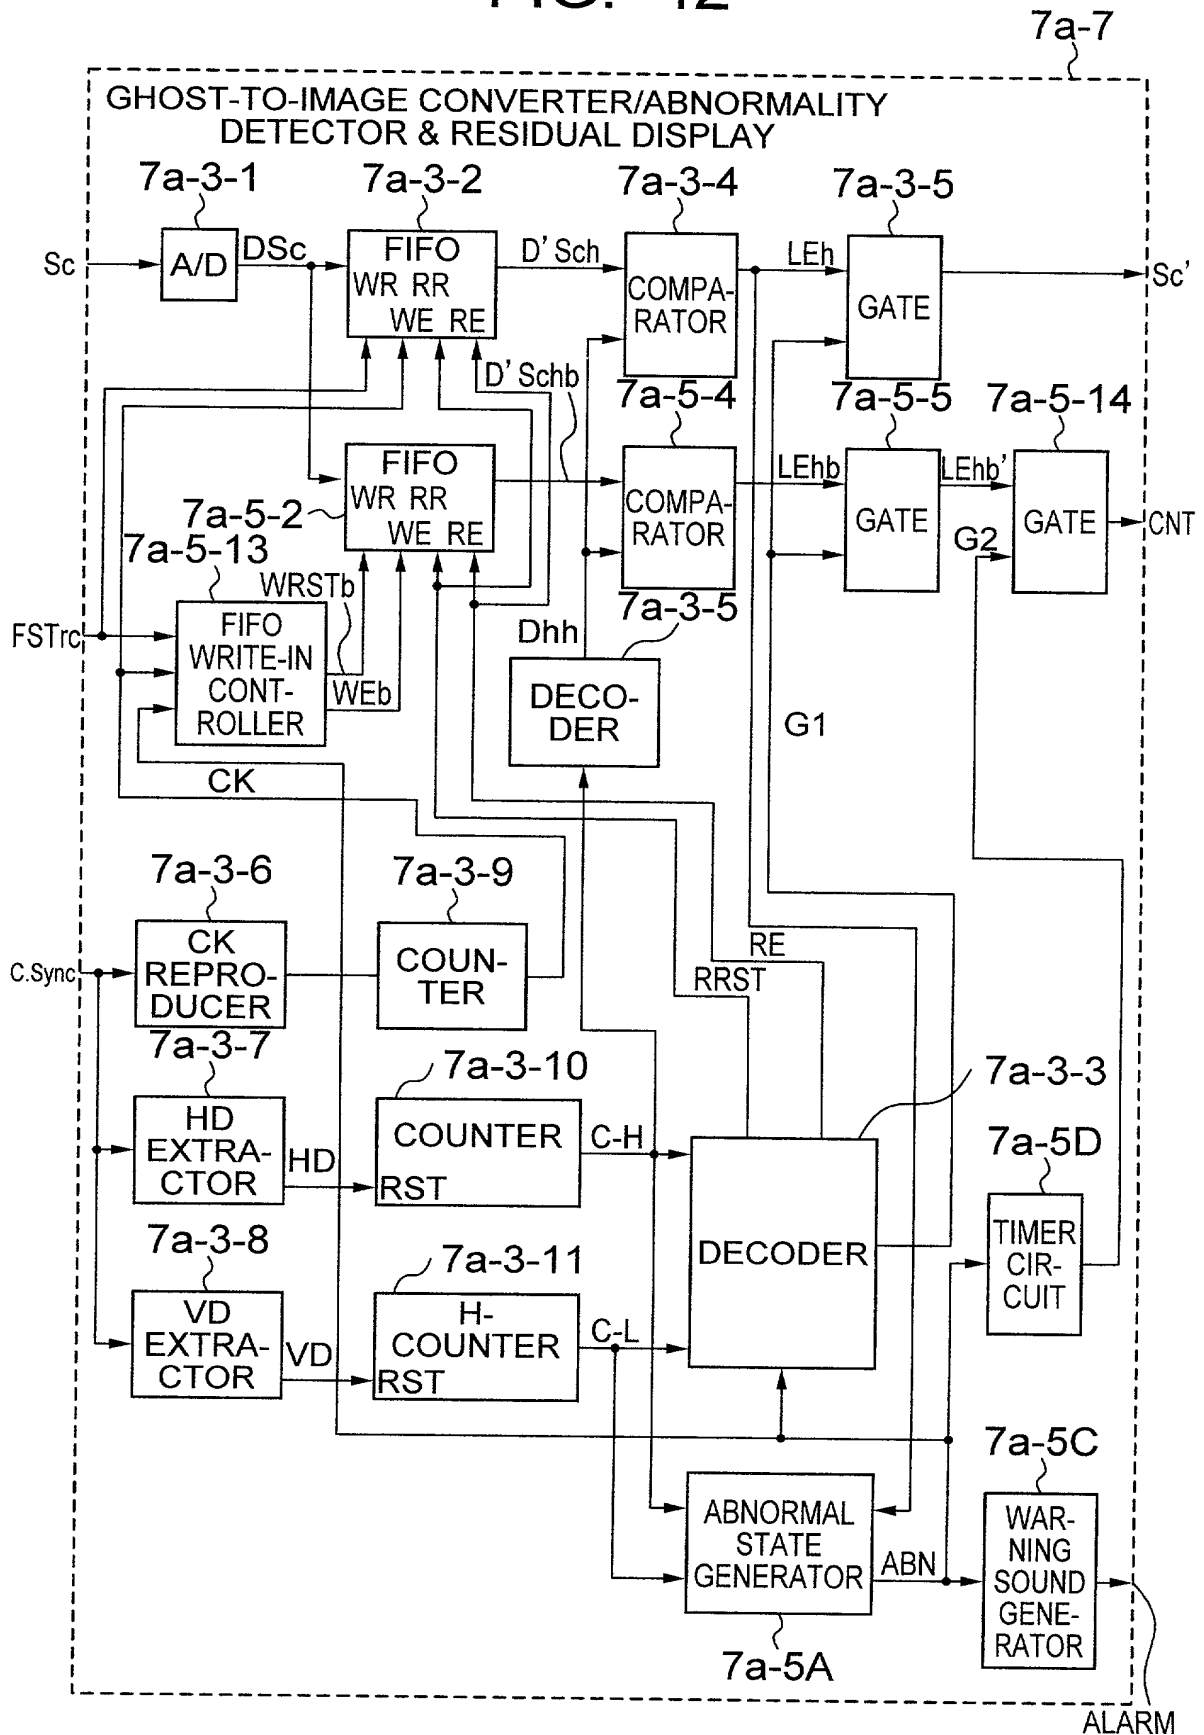 FIG. 42
7a-7
GHOST-TO-IMAGE CONVERTER/ABNORMALITY
DETECTOR & RESIDUAL DISPLAY
7a-3-1
7a-3-2
7a-3-4
7a-3-5
Sc
A/D
DSc
FIFO
WR RR
WE RE
D' Sch
COMPA-
RATOR
LEh
GATE
Sc'
D' Schb
7a-5-4
7a-5-5
7a-5-14
FIFO
WR RR
WE RE
7a-5-2
COMPA-
RATOR
LEhb
GATE
LEhb'
G2
GATE
CNT
7a-5-13
WRSTb
FSTrc
FIFO
WRITE-IN
CONT-
ROLLER
WEb
Dhh
7a-3-5
DECO-
DER
G1
CK
7a-3-6
7a-3-9
C.Sync
CK
REPRO-
DUCER
COUN-
TER
RE
RRST
7a-3-7
7a-3-10
7a-3-3
HD
EXTRA-
CTOR
HD
COUNTER
RST
C-H
DECODER
7a-5D
TIMER
CIR-
CUIT
7a-3-8
7a-3-11
VD
EXTRA-
CTOR
VD
H-
COUNTER
RST
C-L
7a-5C
ABNORMAL
STATE
GENERATOR
ABN
WAR-
NING
SOUND
GENE-
RATOR
7a-5A
ALARM